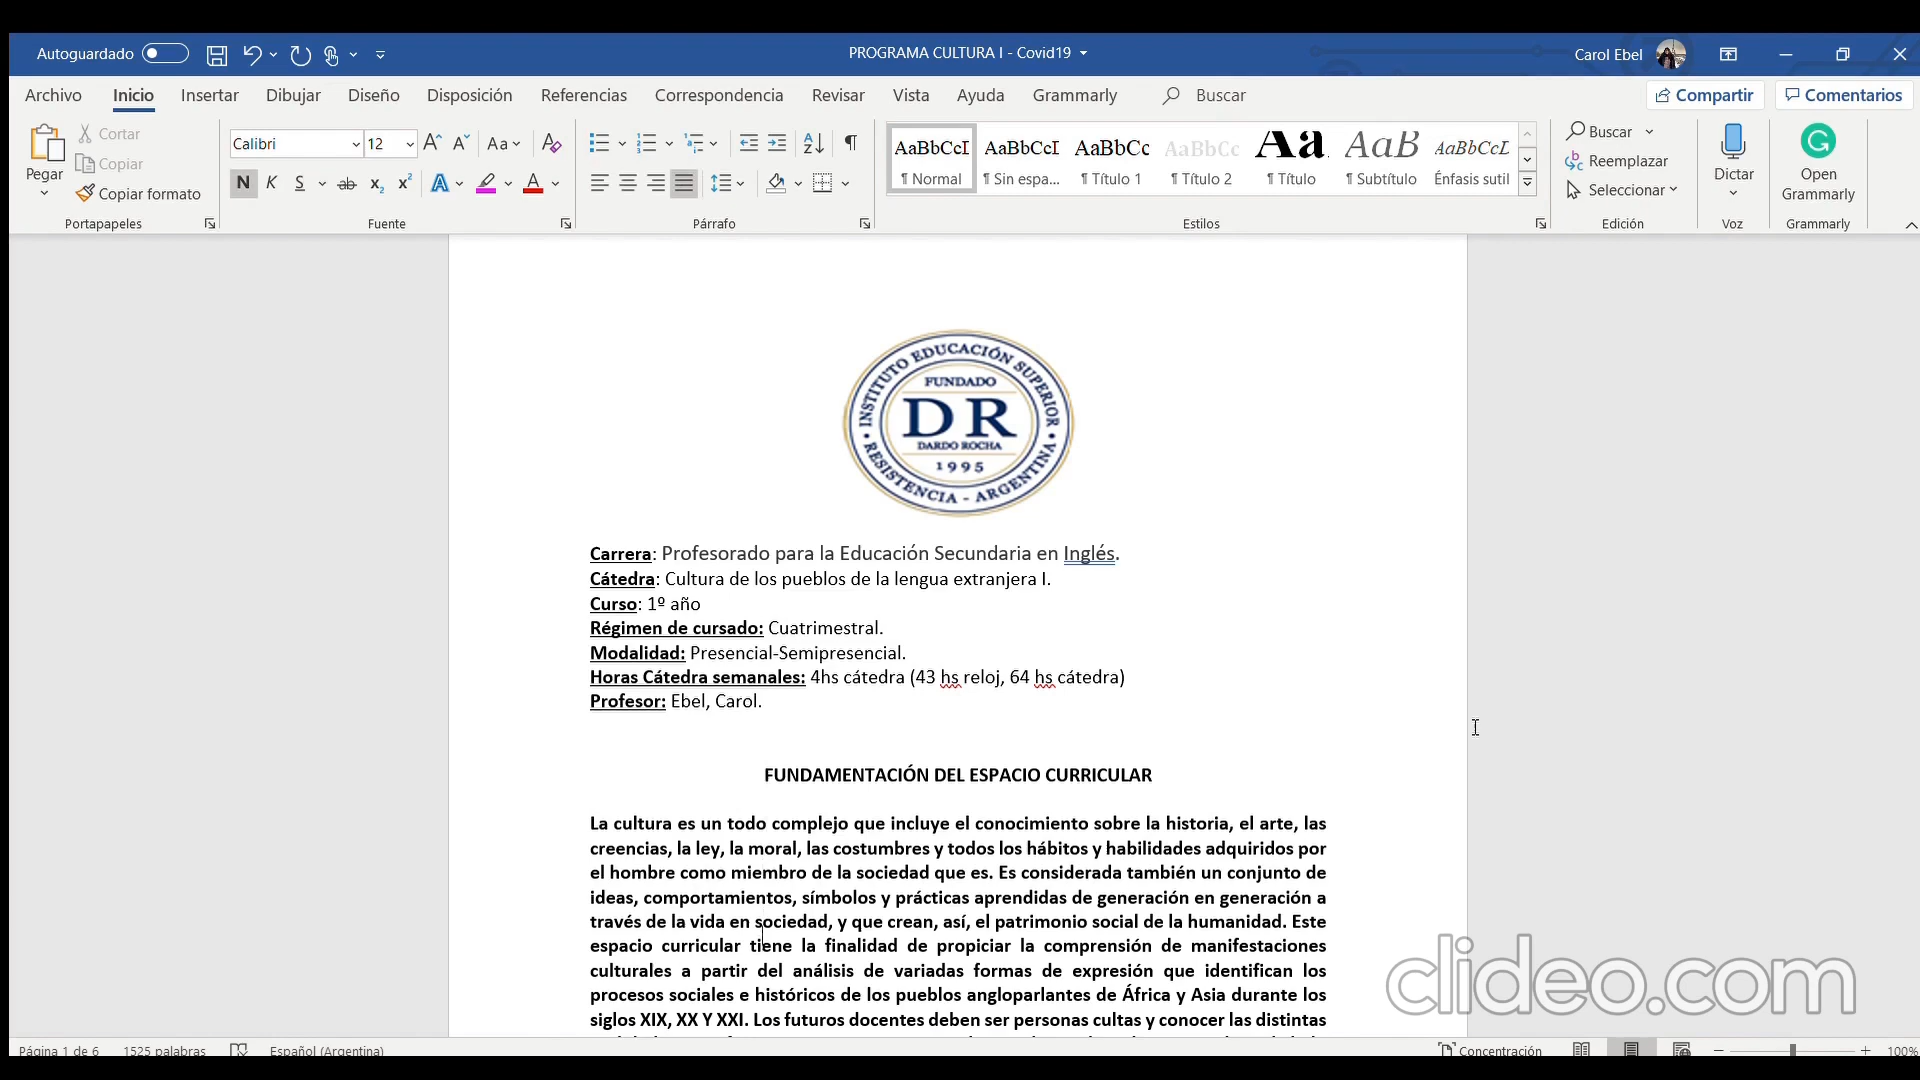 Autoguardado
PROGRAMA CULTURA I - Covid19
Carol Ebel
Archivo Inicio Insertar Dibujar Diseño Disposición Referencias Correspondencia Revisar Vista Ayuda Grammarly Buscar Compartir Comentarios
Pegar
Cortar
Copiar
Copiar formato
Portapapeles
Calibri 12
Fuente
Párrafo
AaBbCcI AaBbCcI AaBbCc AaBbCc Aa AaB AaBbCcL
¶ Normal ¶ Sin espa... ¶ Título 1 ¶ Título 2 ¶ Título ¶ Subtítulo Énfasis sutil
Estilos
Buscar
Reemplazar
Seleccionar
Edición
Dictar
Voz
Open
Grammarly
Grammarly
INSTITUTO EDUCACIÓN SUPERIOR
FUNDADO
DR
DARDO ROCHA
1995
RESISTENCIA - ARGENTINA
Carrera: Profesorado para la Educación Secundaria en Inglés.
Cátedra: Cultura de los pueblos de la lengua extranjera I.
Curso: 1º año
Régimen de cursado: Cuatrimestral.
Modalidad: Presencial-Semipresencial.
Horas Cátedra semanales: 4hs cátedra (43 hs reloj, 64 hs cátedra)
Profesor: Ebel, Carol.
FUNDAMENTACIÓN DEL ESPACIO CURRICULAR
La cultura es un todo complejo que incluye el conocimiento sobre la historia, el arte, las
creencias, la ley, la moral, las costumbres y todos los hábitos y habilidades adquiridos por
el hombre como miembro de la sociedad que es. Es considerada también un conjunto de
ideas, comportamientos, símbolos y prácticas aprendidas de generación en generación a
través de la vida en sociedad, y que crean, así, el patrimonio social de la humanidad. Este
espacio curricular tiene la finalidad de propiciar la comprensión de manifestaciones
culturales a partir del análisis de variadas formas de expresión que identifican los
procesos sociales e históricos de los pueblos angloparlantes de África y Asia durante los
siglos XIX, XX Y XXI. Los futuros docentes deben ser personas cultas y conocer las distintas
clideo.com
Página 1 de 6 1525 palabras Español (Argentina) Concentración 100%